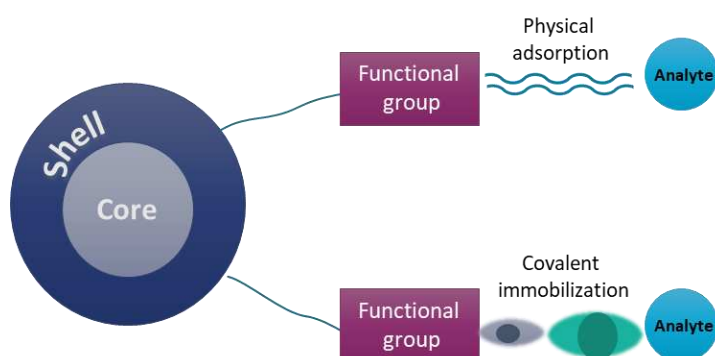 Physical
adsorption
Functional
group
Analyte
Shell
Core
Covalent
immobilization
Functional
group
Analyte